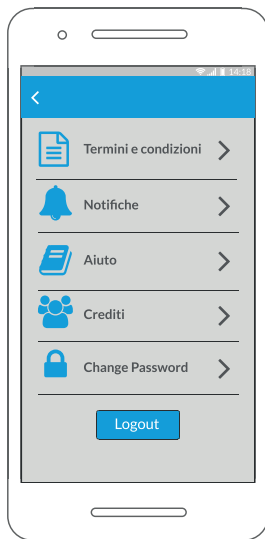 14:18
Termini e condizioni
Notifiche
Aiuto
Crediti
Change Password
Logout